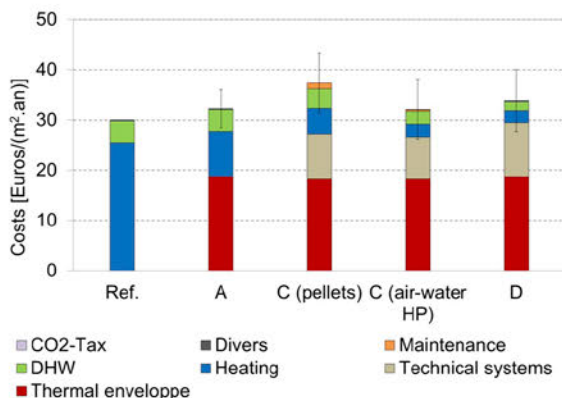 Costs [Euros/(m².an)]
50
40
30
20
10
0
Ref.
A
C (pellets)
C (air-water
HP)
D
CO2-Tax
Divers
Maintenance
DHW
Heating
Technical systems
Thermal enveloppe